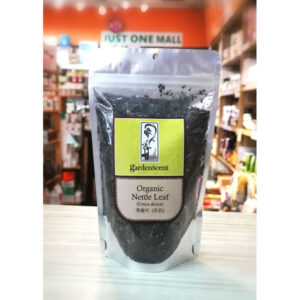 JUST ONE MALL
gardenScent
Organic
Nettle Leaf
(Urtica dioica)